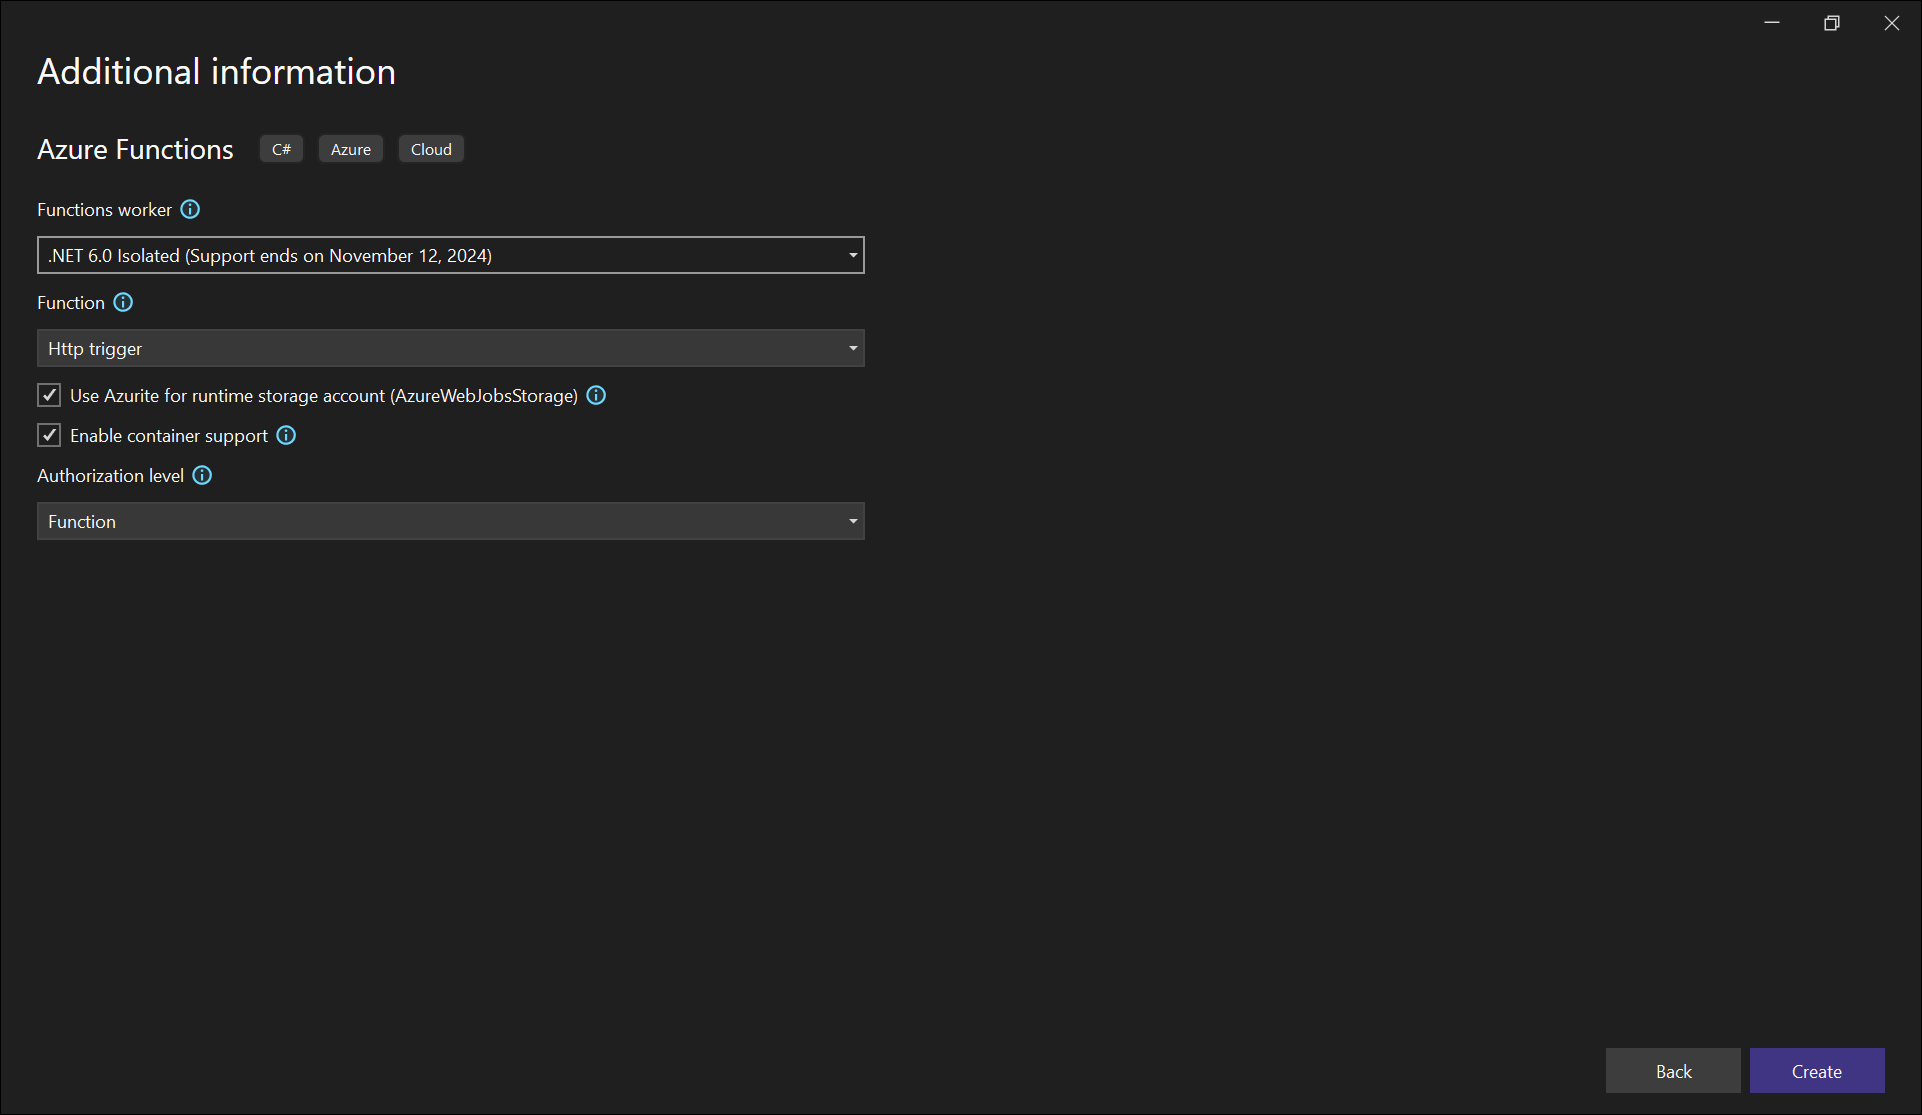 Additional information
Azure Functions C# Azure Cloud
Functions worker
.NET 6.0 Isolated (Support ends on November 12, 2024)
Function
Http trigger
Use Azurite for runtime storage account (AzureWebJobsStorage)
Enable container support
Authorization level
Function
Back Create